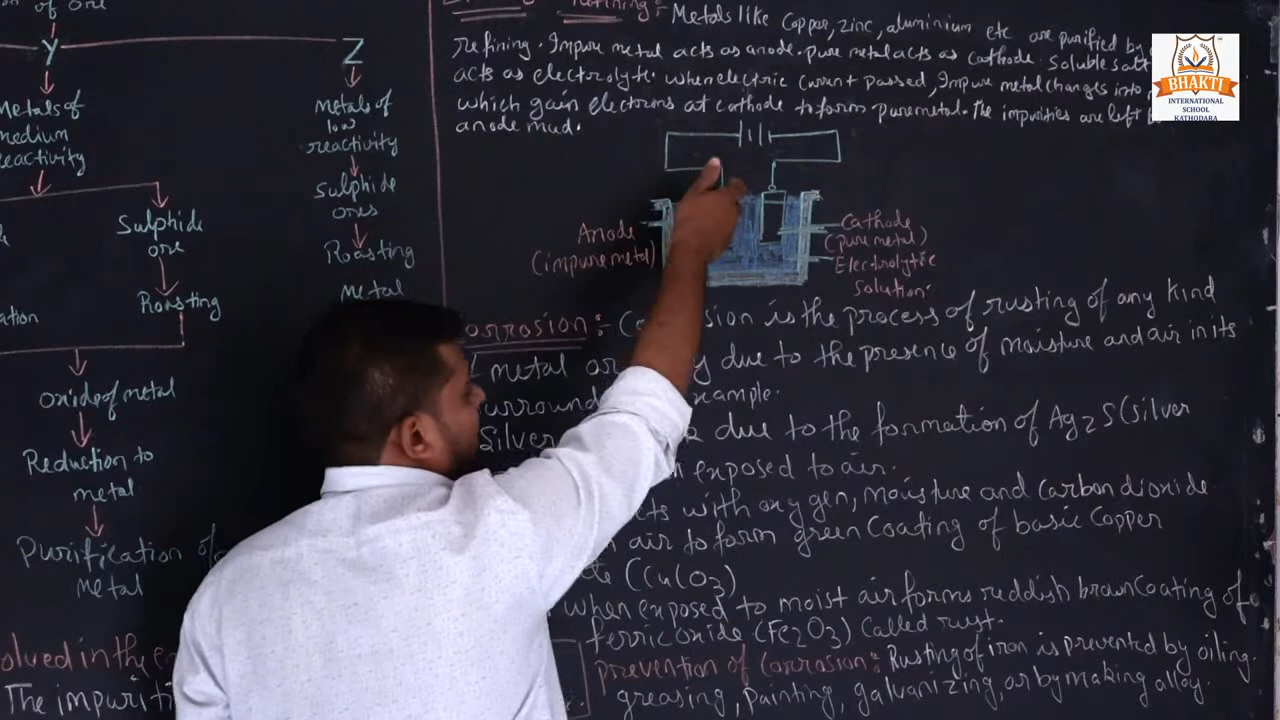 Y
Z
Metals of
medium
reactivity
Metals of
low
reactivity
Sulphide
ore
Sulphide
ores
Roasting
Roasting
Metal
Oxide of metal
Reduction to
metal
Purification of
Metal
The impurit
Refining:- Metals like Copper, zinc, aluminium etc are purified by
refining. Impure metal acts as anode. pure metal acts as cathode. Soluble salt
acts as electrolyte. when electric current passed, Impure metal changes into
which gain electrons at cathode to form pure metal. The impurities are left
anode mud.
Anode
(impure metal)
Cathode
(pure metal)
Electrolytic
Solution.
Corrosion is the process of rusting of any kind
metal due to the presence of moisture and air in its
Silver due to the formation of Ag2S (silver
exposed to air.
with oxygen, moisture and carbon dioxide
air to form green coating of basic Copper
(CuCO3)
when exposed to moist air forms reddish brown coating of
ferric oxide (Fe2O3) called rust.
Prevention of Corrosion:- Rusting of iron is prevented by oiling.
greasing, painting, galvanizing, or by making alloy.
BHAKTI
INTERNATIONAL
SCHOOL
KATHODARA